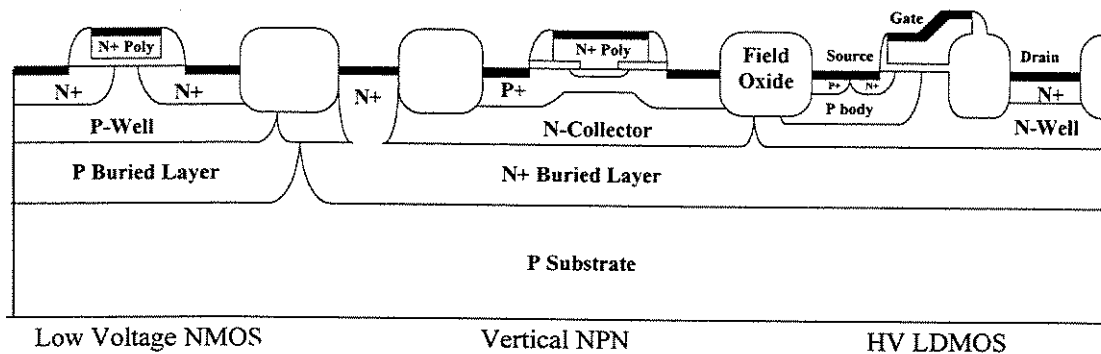 Gate
N+ Poly
N+ Poly
Field
Oxide
Source
Drain
N+
N+
N+
P+
P+
N+
N+
P body
P-Well
N-Collector
N-Well
P Buried Layer
N+ Buried Layer
P Substrate
Low Voltage NMOS
Vertical NPN
HV LDMOS